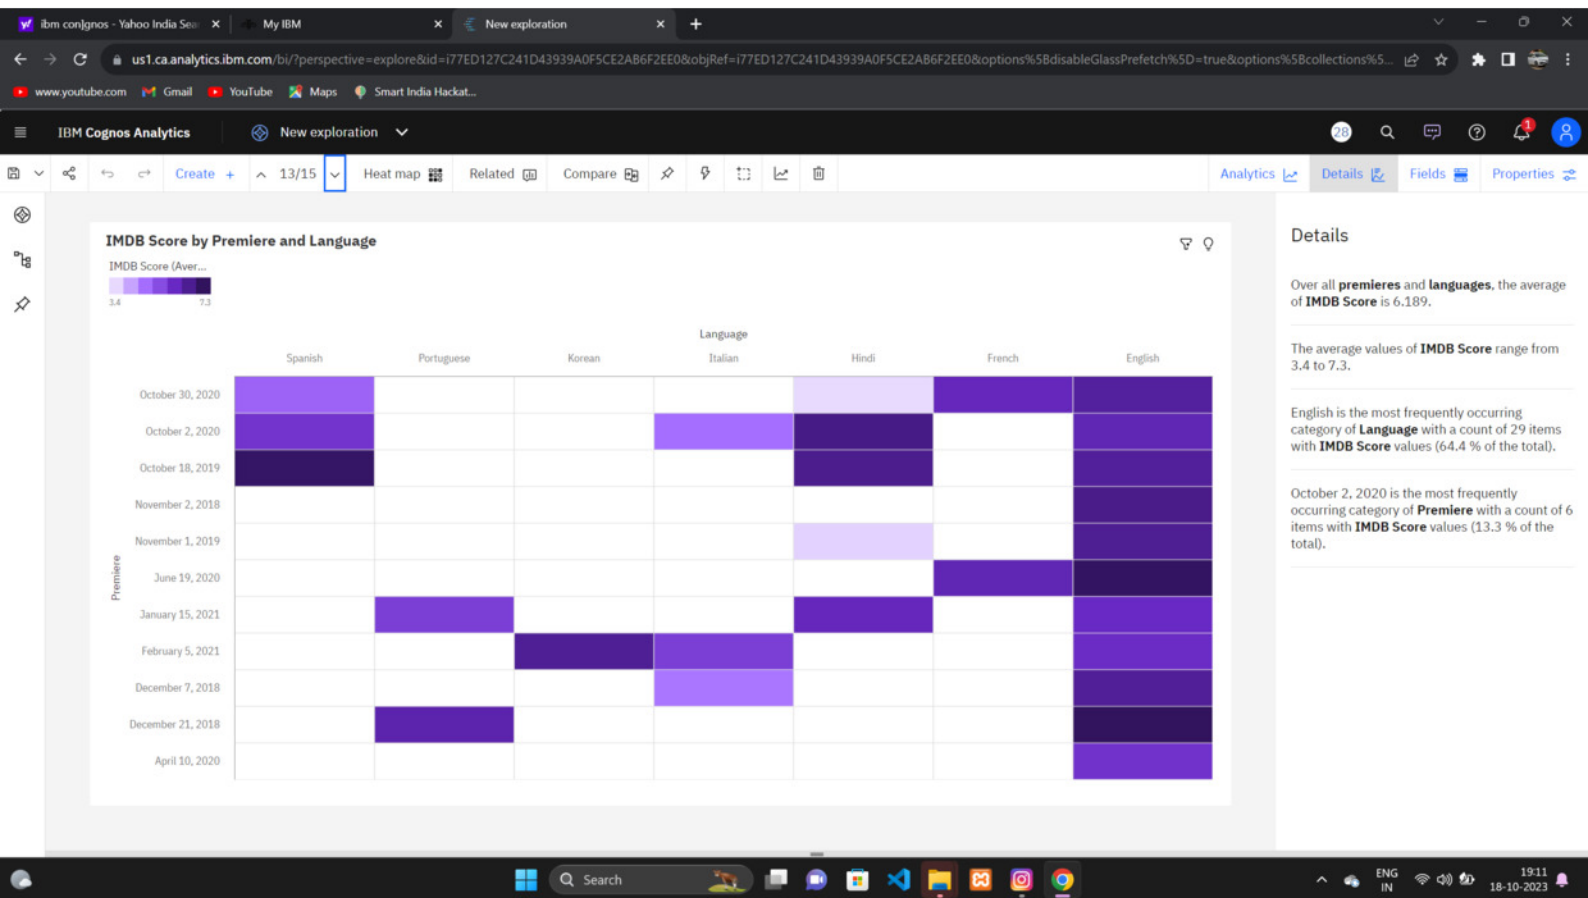 ibm con]gnos - Yahoo India Sea
My IBM
New exploration
us1.ca.analytics.ibm.com/bi/?perspective=explore&id=i77ED127C241D43939A0F5CE2AB6F2EE0&objRef=i77ED127C241D43939A0F5CE2AB6F2EE0&options%5BdisableGlassPrefetch%5D=true&options%5Bcollections%5...
www.youtube.com Gmail YouTube Maps Smart India Hackat...
IBM Cognos Analytics New exploration 28 1
Create + 13/15 Heat map Related Compare Analytics Details Fields Properties
IMDB Score by Premiere and Language
IMDB Score (Aver...
3.4 7.3
Language
Spanish Portuguese Korean Italian Hindi French English
Premiere
October 30, 2020
October 2, 2020
October 18, 2019
November 2, 2018
November 1, 2019
June 19, 2020
January 15, 2021
February 5, 2021
December 7, 2018
December 21, 2018
April 10, 2020
Details
Over all premieres and languages, the average
of IMDB Score is 6.189.
The average values of IMDB Score range from
3.4 to 7.3.
English is the most frequently occurring
category of Language with a count of 29 items
with IMDB Score values (64.4 % of the total).
October 2, 2020 is the most frequently
occurring category of Premiere with a count of 6
items with IMDB Score values (13.3 % of the
total).
Search
ENG
IN
19:11
18-10-2023